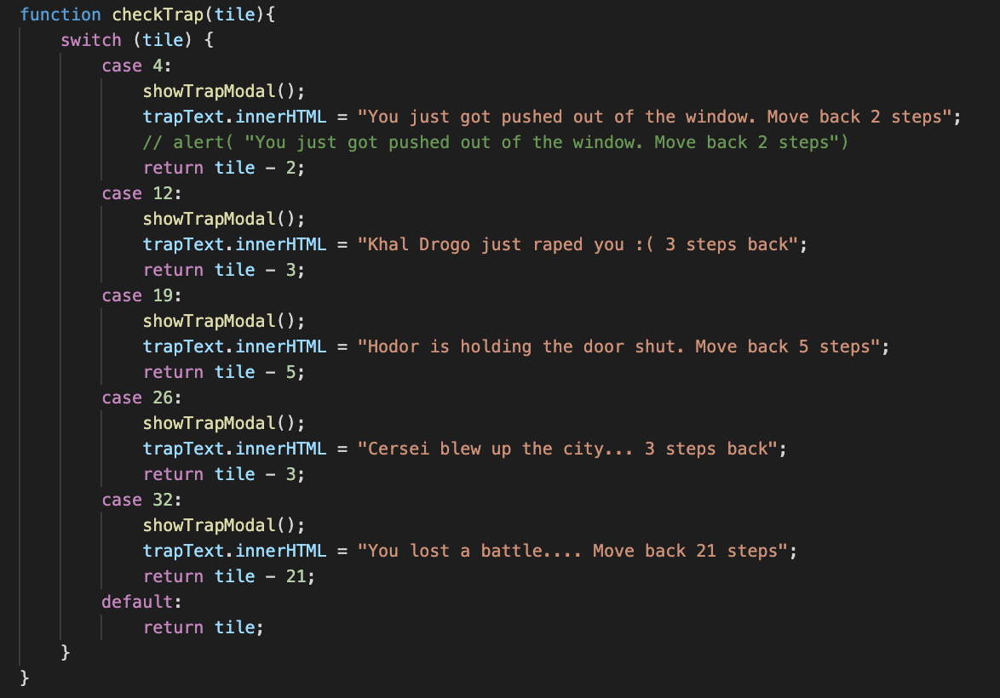 function checkTrap(tile){
switch (tile) {
case 4:
showTrapModal();
trapText.innerHTML = "You just got pushed out of the window. Move back 2 steps";
// alert( "You just got pushed out of the window. Move back 2 steps")
return tile - 2;
case 12:
showTrapModal();
trapText.innerHTML = "Khal Drogo just raped you :( 3 steps back";
return tile - 3;
case 19:
showTrapModal();
trapText.innerHTML = "Hodor is holding the door shut. Move back 5 steps";
return tile - 5;
case 26:
showTrapModal();
trapText.innerHTML = "Cersei blew up the city... 3 steps back";
return tile - 3;
case 32:
showTrapModal();
trapText.innerHTML = "You lost a battle.... Move back 21 steps";
return tile - 21;
default:
return tile;
}
}